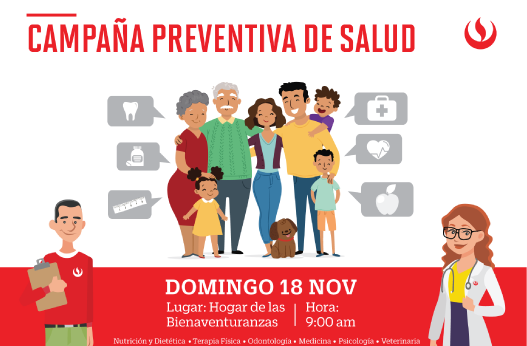 CAMPAÑA PREVENTIVA DE SALUD
DOMINGO 18 NOV
Lugar: Hogar de las
Bienaventuranzas
Hora:
9:00 am
Nutrición y Dietética • Terapia Física • Odontología • Medicina • Psicología • Veterinaria